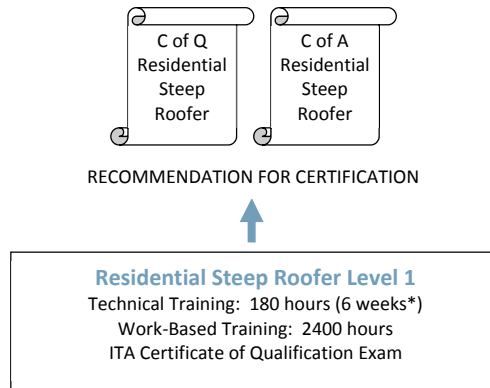 C of Q
Residential
Steep
Roofer
C of A
Residential
Steep
Roofer
RECOMMENDATION FOR CERTIFICATION
Residential Steep Roofer Level 1
Technical Training: 180 hours (6 weeks*)
Work-Based Training: 2400 hours
ITA Certificate of Qualification Exam